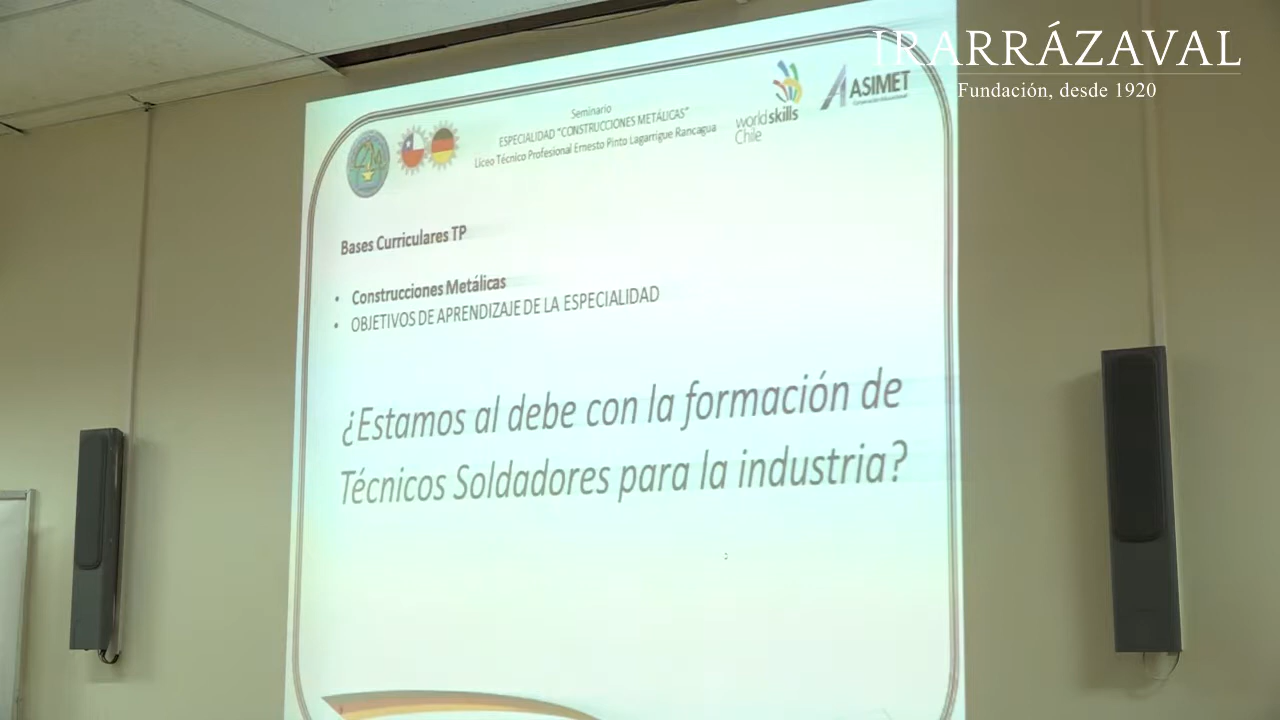 IRARRÁZAVAL
Fundación, desde 1920
Seminario
ESPECIALIDAD "CONSTRUCCIONES METÁLICAS"
Liceo Técnico Profesional Ernesto Pinto Lagarrigue Rancagua
worldskills
Chile
ASIMET
Bases Curriculares TP
• Construcciones Metálicas
• OBJETIVOS DE APRENDIZAJE DE LA ESPECIALIDAD
¿Estamos al debe con la formación de
Técnicos Soldadores para la industria?